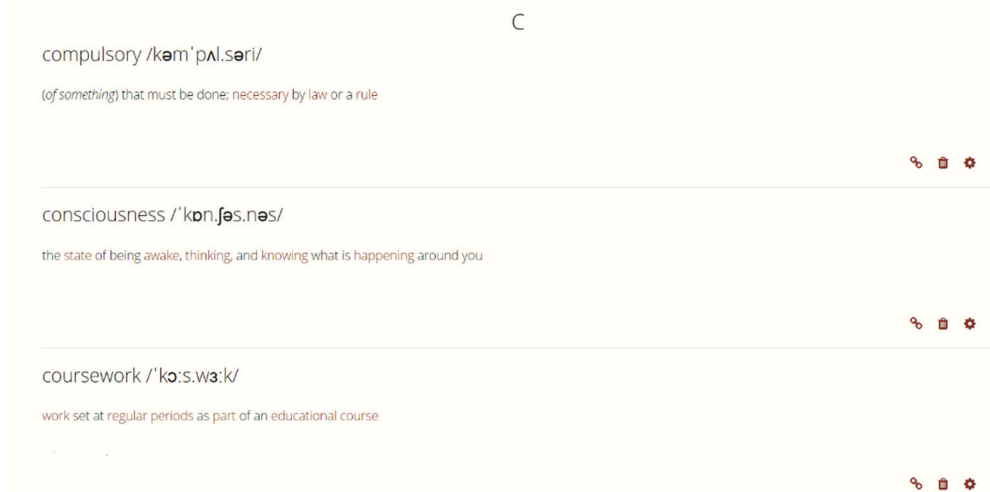 C
compulsory /kəmˈpʌl.səri/
(of something) that must be done; necessary by law or a rule
consciousness /ˈkɒn.ʃəs.nəs/
the state of being awake, thinking, and knowing what is happening around you
coursework /ˈkɔːs.wɜːk/
work set at regular periods as part of an educational course